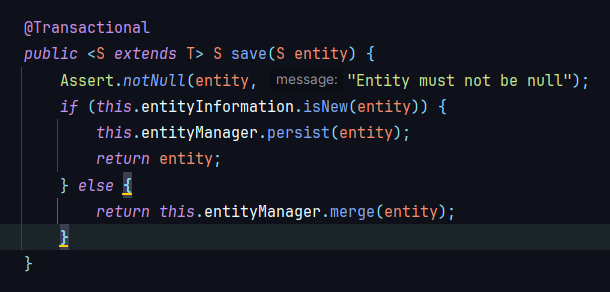 @Transactional
public <S extends T> S save(S entity) {
    Assert.notNull(entity, message: "Entity must not be null");
    if (this.entityInformation.isNew(entity)) {
        this.entityManager.persist(entity);
        return entity;
    } else {
        return this.entityManager.merge(entity);
    }
}